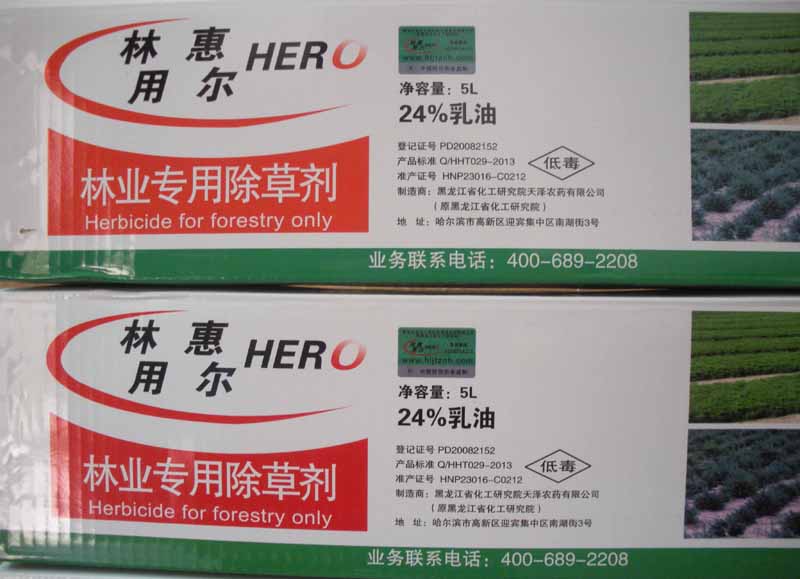 林 惠
用 尔
HERO
林业专用除草剂
Herbicide for forestry only
www.hljtznh.com
净容量：5L
24%乳油
登记证号 PD20082152
产品标准 Q/HHT029-2013
准产证号 HNP23016-C0212
低毒
制造商：黑龙江省化工研究院天泽农药有限公司
（原黑龙江省化工研究院）
地 址：哈尔滨市高新区迎宾集中区南湖街3号
业务联系电话：400-689-2208
林 惠
用 尔
HERO
林业专用除草剂
Herbicide for forestry only
www.hljtznh.com
净容量：5L
24%乳油
登记证号 PD20082152
产品标准 Q/HHT029-2013
准产证号 HNP23016-C0212
低毒
制造商：黑龙江省化工研究院天泽农药有限公司
（原黑龙江省化工研究院）
地 址：哈尔滨市高新区迎宾集中区南湖街3号
业务联系电话：400-689-2208